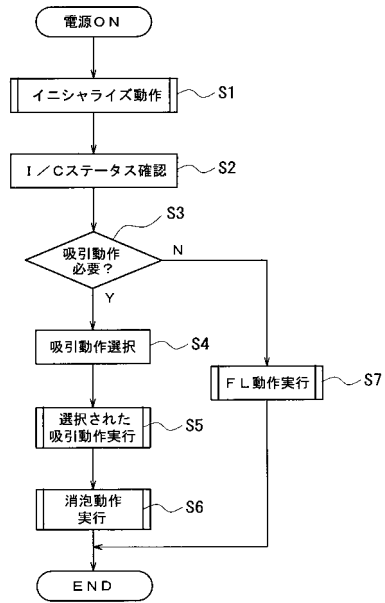 電源ON
イニシャライズ動作
S1
I/Cステータス確認
S2
S3
吸引動作
必要?
N
Y
吸引動作選択
S4
FL動作実行
S7
選択された
吸引動作実行
S5
消泡動作
実行
S6
END